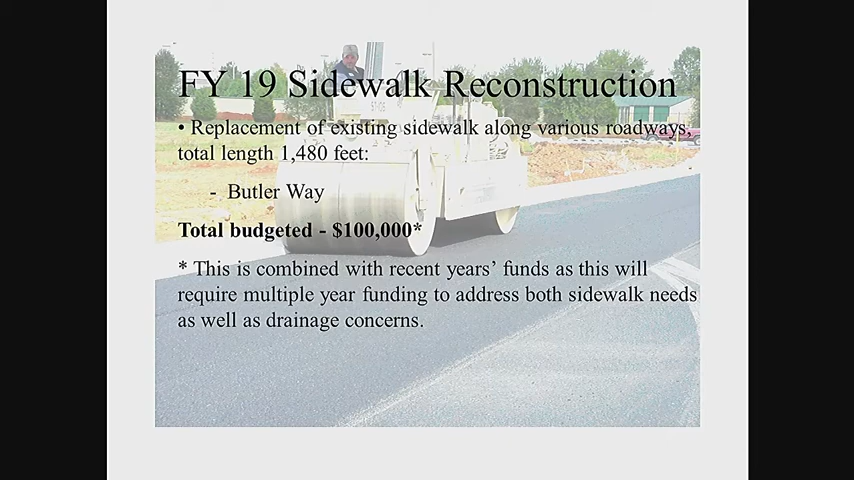 FY 19 Sidewalk Reconstruction
• Replacement of existing sidewalk along various roadways,
total length 1,480 feet:
- Butler Way
Total budgeted - $100,000*
* This is combined with recent years’ funds as this will
require multiple year funding to address both sidewalk needs
as well as drainage concerns.